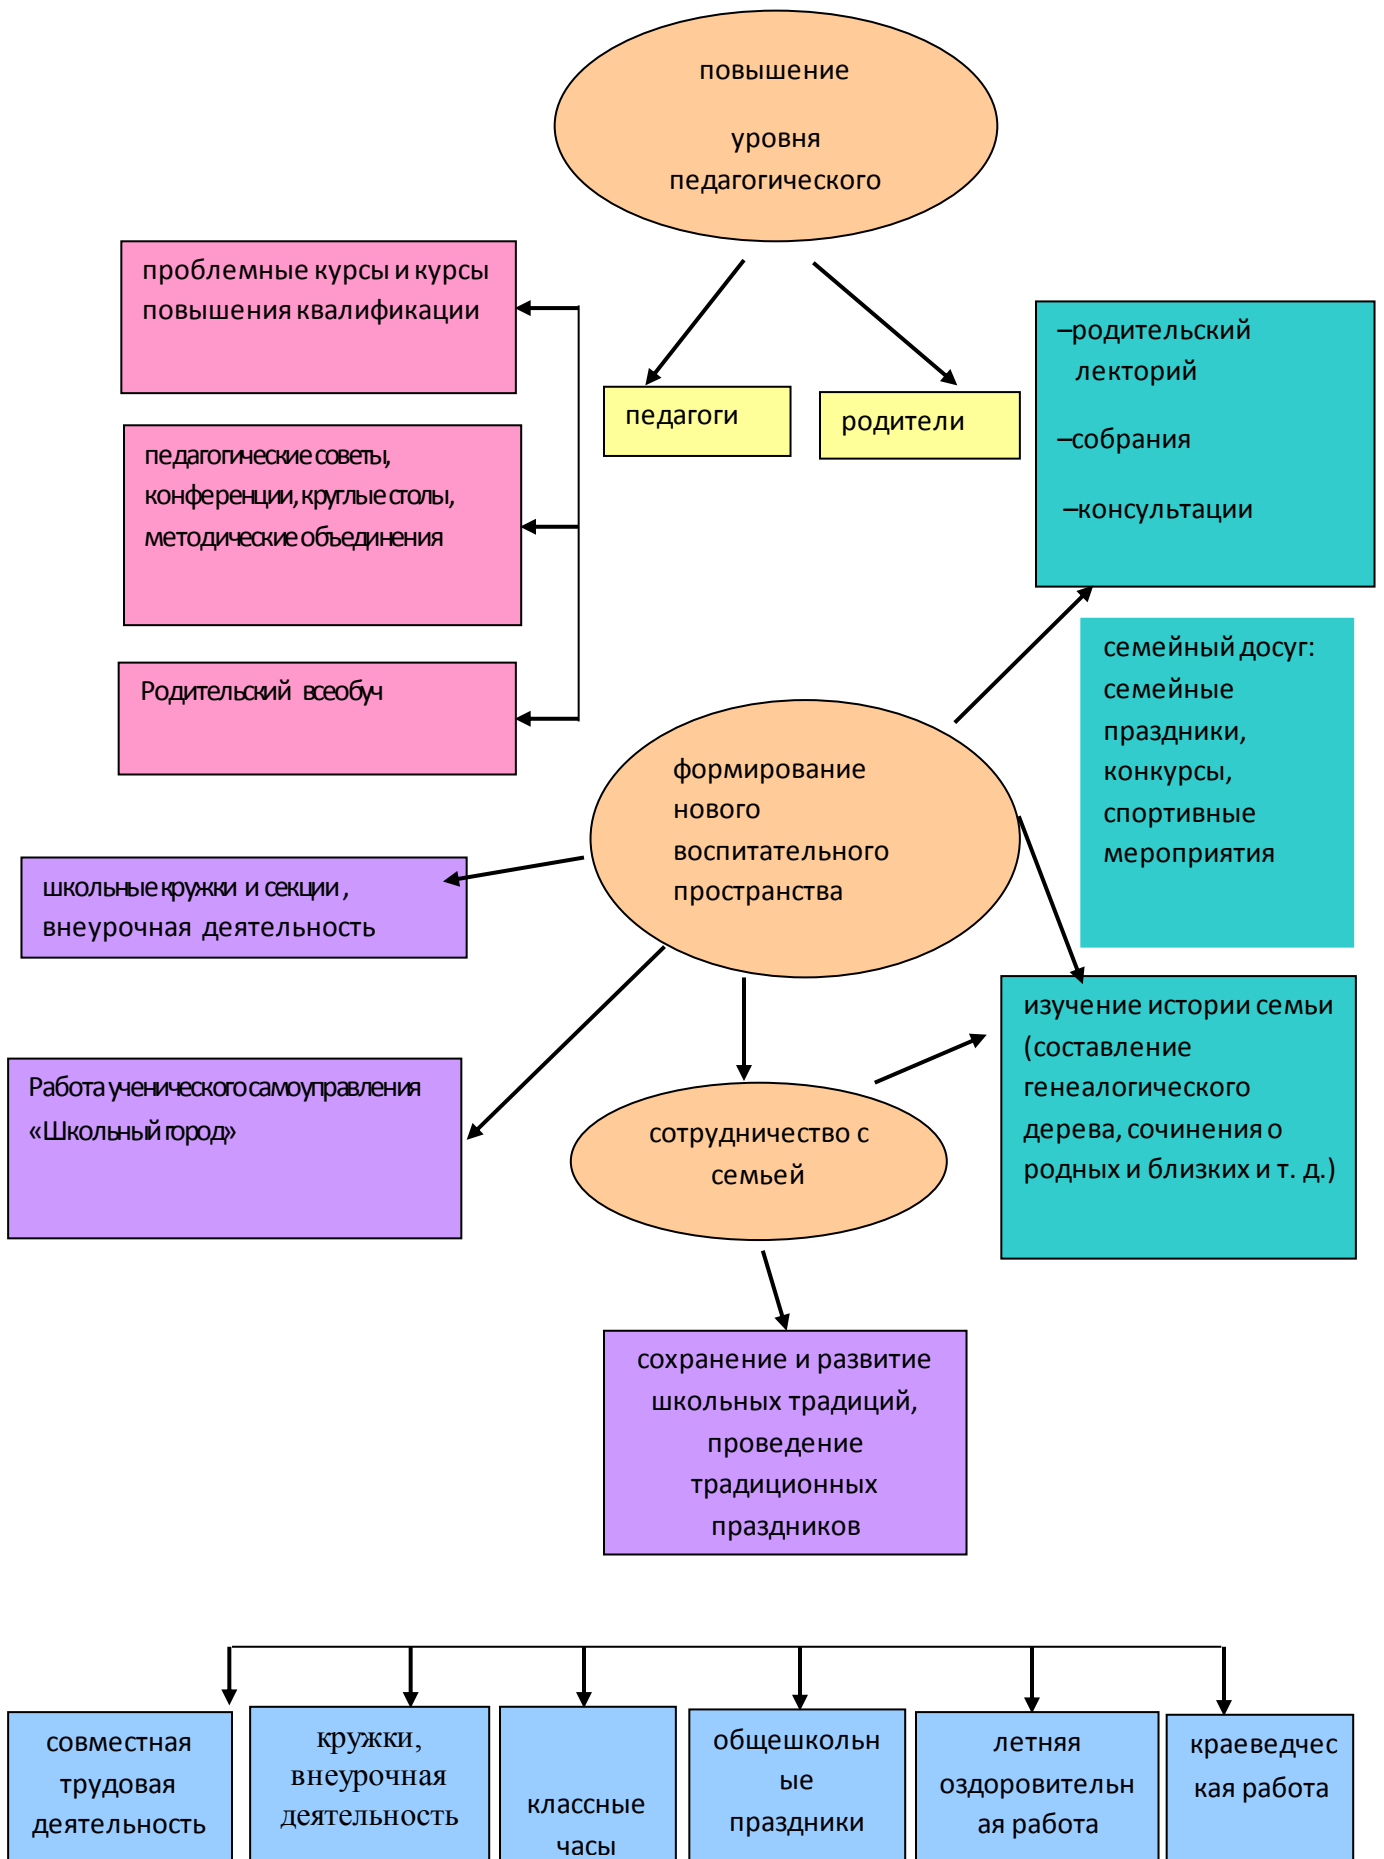 повышение
уровня
педагогического
проблемные курсы и курсы
повышения квалификации
педагоги
родители
–родительский
лекторий
–собрания
–консультации
педагогические советы,
конференции, круглые столы,
методические объединения
Родительский всеобуч
семейный досуг:
семейные
праздники,
конкурсы,
спортивные
мероприятия
формирование
нового
воспитательного
пространства
школьные кружки и секции ,
внеурочная деятельность
изучение истории семьи
(составление
генеалогического
дерева, сочинения о
родных и близких и т. д.)
Работа ученического самоуправления
«Школьный город»
сотрудничество с
семьей
сохранение и развитие
школьных традиций,
проведение
традиционных
праздников
совместная
трудовая
деятельность
кружки,
внеурочная
деятельность
классные
часы
общешкольн
ые
праздники
летняя
оздоровительн
ая работа
краеведчес
кая работа